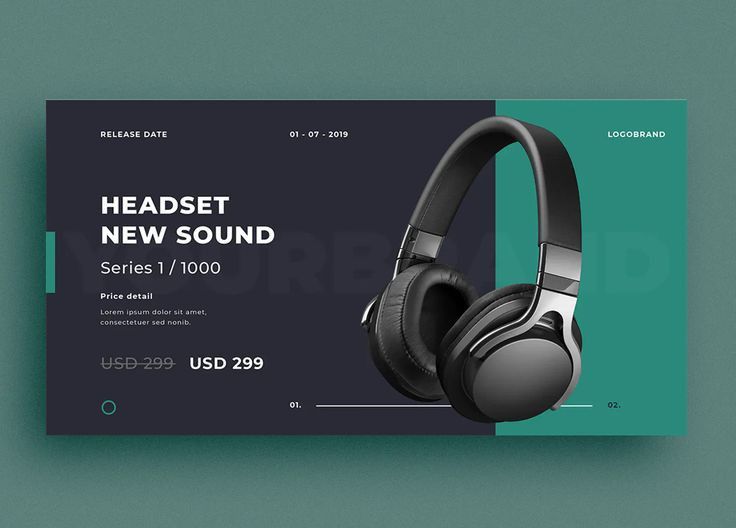 RELEASE DATE
01 - 07 - 2019
LOGOBRAND
YOURBRAND
HEADSET
NEW SOUND
Series 1 / 1000
Price detail
Lorem ipsum dolor sit amet,
consectetuer sed nonib.
USD 299 USD 299
01.
02.